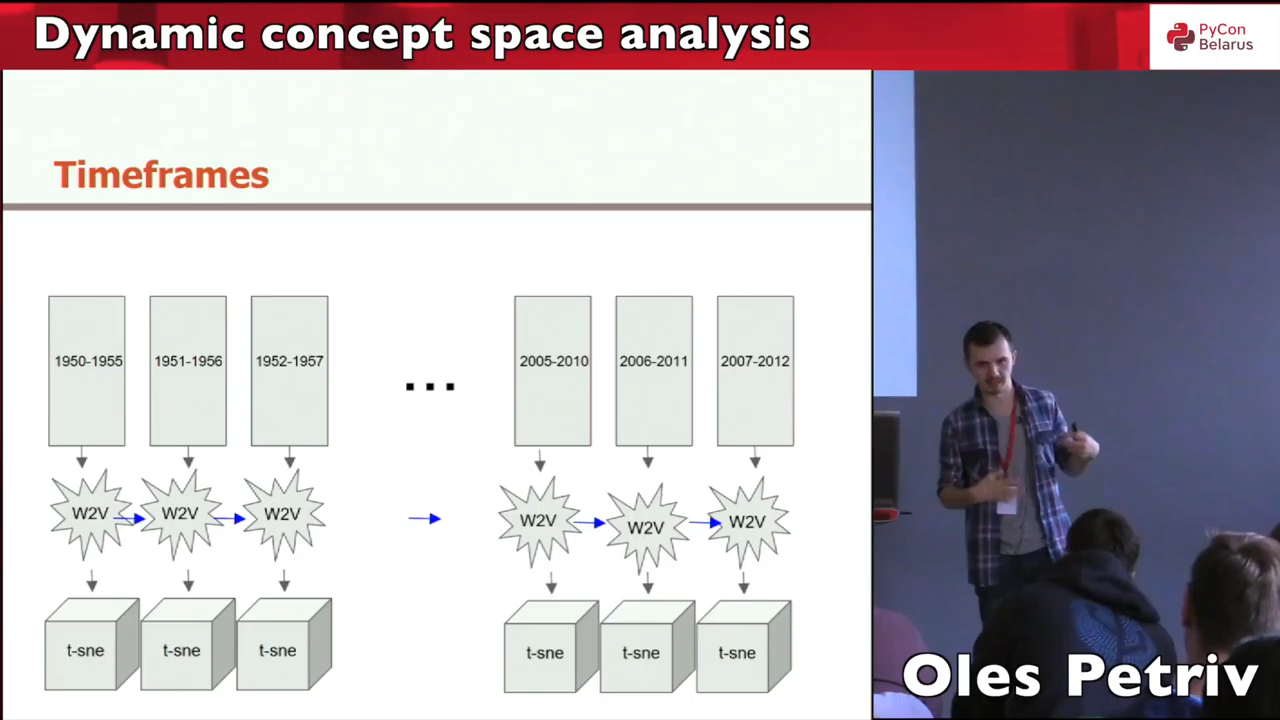 Dynamic concept space analysis
PyCon
Belarus
Timeframes
1950-1955 1951-1956 1952-1957 ... 2005-2010 2006-2011 2007-2012
W2V W2V W2V W2V W2V W2V
t-sne t-sne t-sne t-sne t-sne t-sne
Oles Petriv